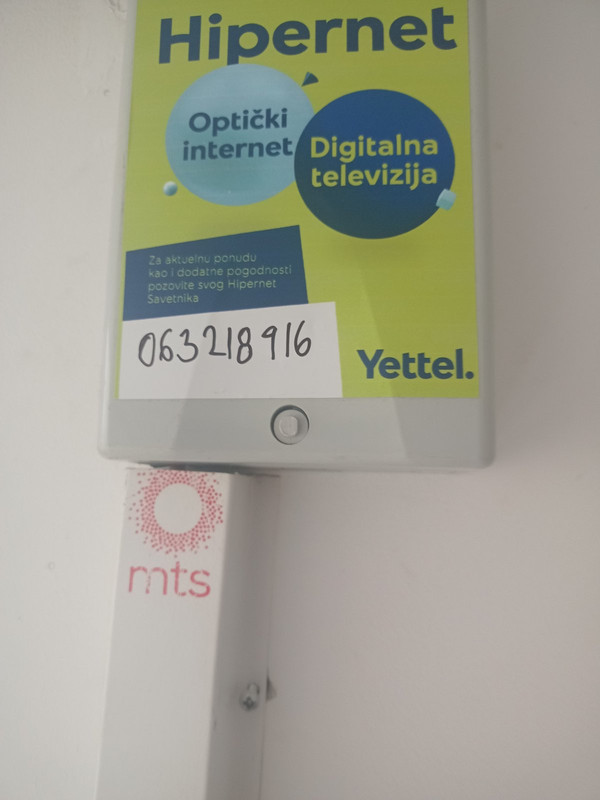 Hipernet
Optički
internet
Digitalna
televizija
Za aktuelnu ponudu
kao i dodatne pogodnosti
pozovite svog Hipernet
Savetnika
063218916
Yettel.
mts